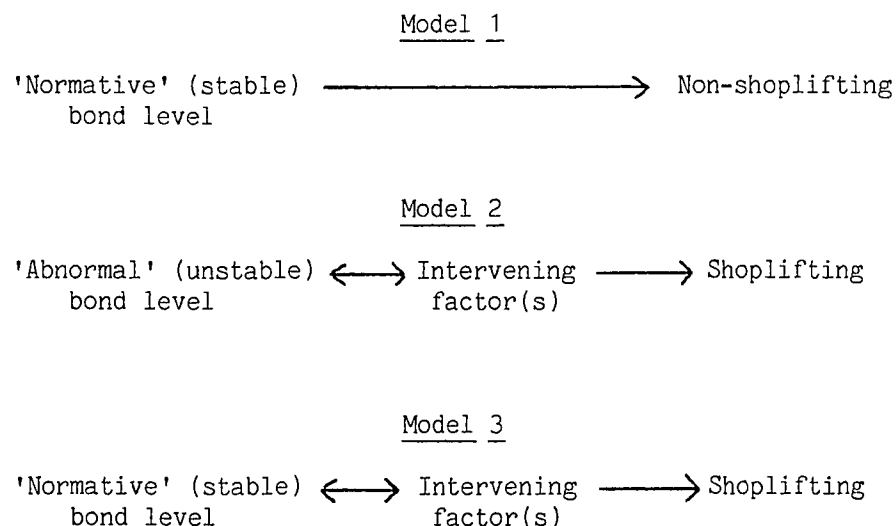 Model 1
'Normative' (stable) Non-shoplifting
bond level
Model 2
'Abnormal' (unstable) Intervening Shoplifting
bond level factor(s)
Model 3
'Normative' (stable) Intervening Shoplifting
bond level factor(s)